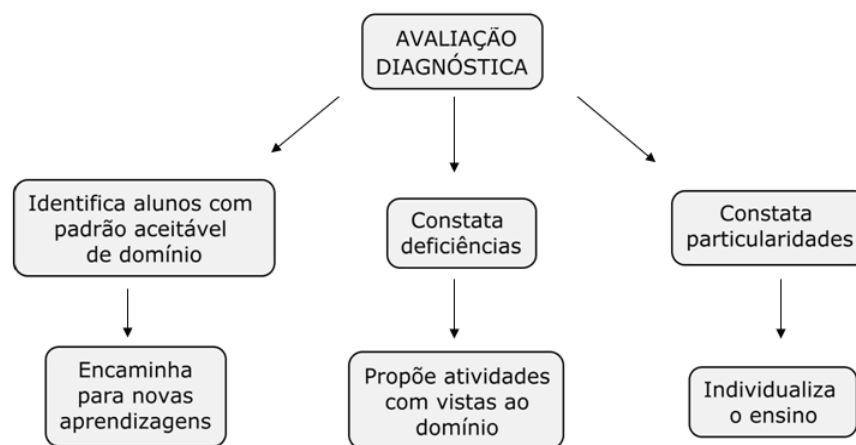 AVALIAÇÃO
DIAGNÓSTICA
Identifica alunos com
padrão aceitável
de domínio
Constata
deficiências
Constata
particularidades
Encaminha
para novas
aprendizagens
Propõe atividades
com vistas ao
domínio
Individualiza
o ensino